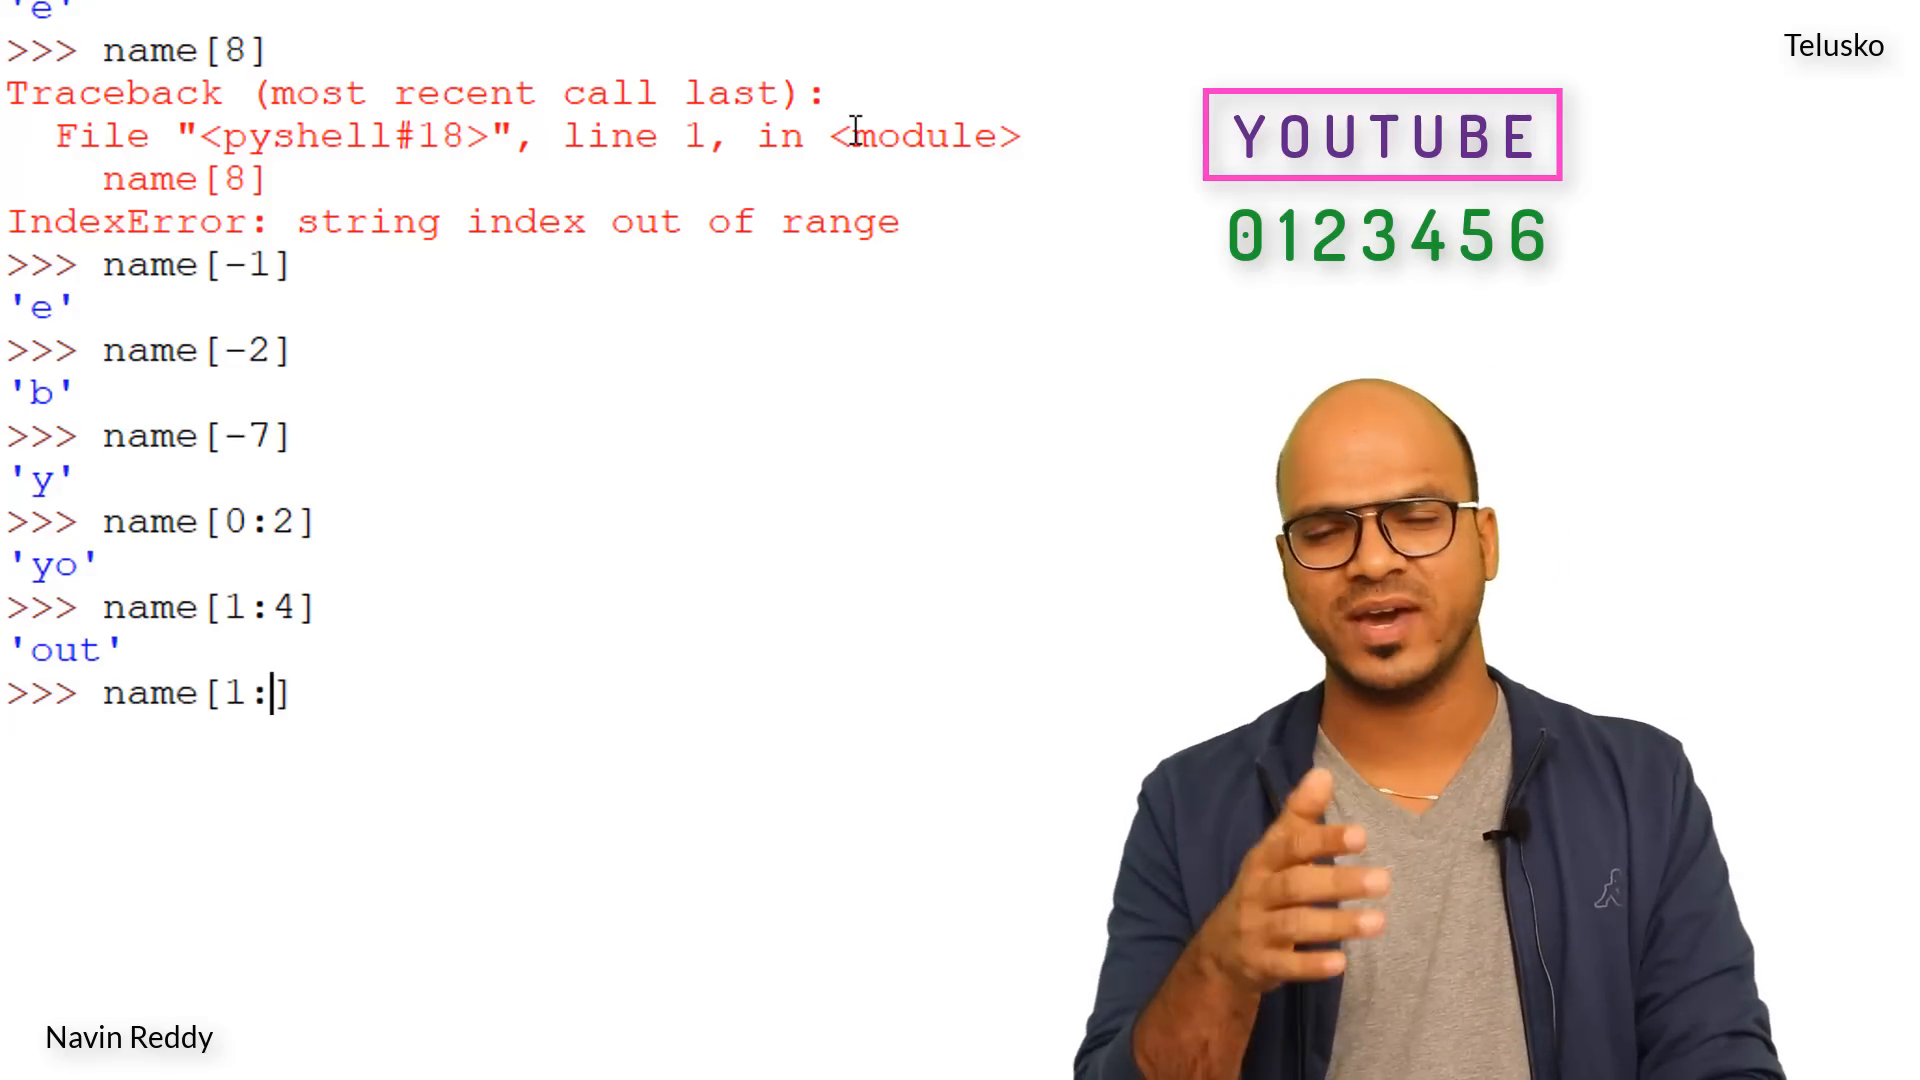 'e'
>>> name[8]
Traceback (most recent call last):
  File "<pyshell#18>", line 1, in <module>
    name[8]
IndexError: string index out of range
>>> name[-1]
'e'
>>> name[-2]
'b'
>>> name[-7]
'y'
>>> name[0:2]
'yo'
>>> name[1:4]
'out'
>>> name[1:]
Telusko
YOUTUBE
0123456
Navin Reddy